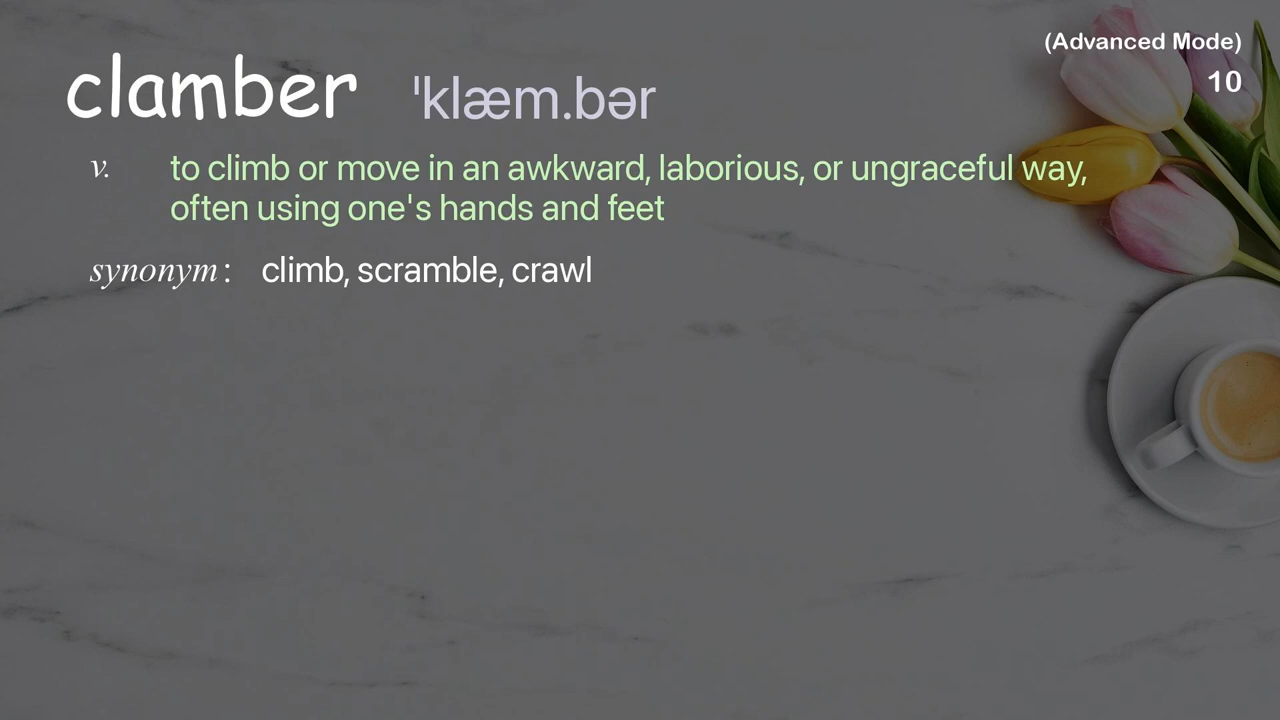 (Advanced Mode)
10
clamber ˈklæm.bər
v. to climb or move in an awkward, laborious, or ungraceful way,
often using one's hands and feet
synonym : climb, scramble, crawl